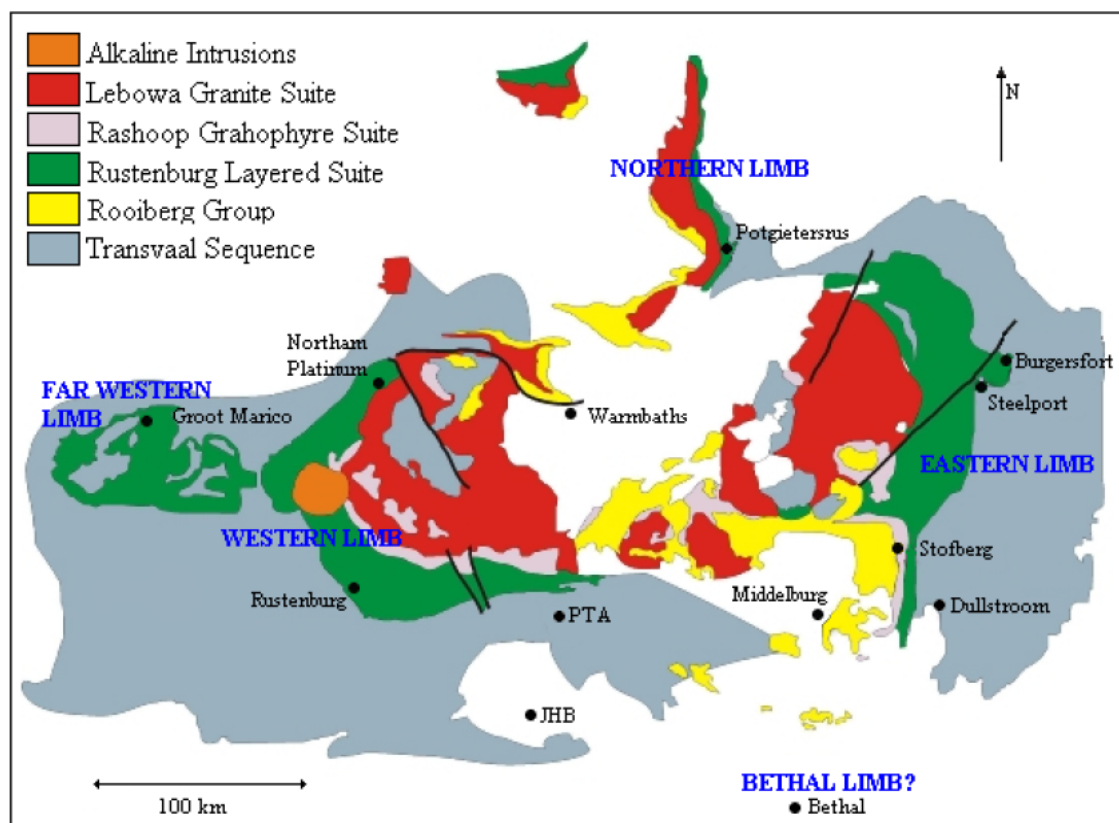 Alkaline Intrusions
Lebowa Granite Suite
Rashoop Grahophyre Suite
Rustenburg Layered Suite
Rooiberg Group
Transvaal Sequence
N
NORTHERN LIMB
Potgietersrus
Northam
Platinum
FAR WESTERN
LIMB
Groot Marico
Warmbaths
Burgersfort
Steelport
EASTERN LIMB
WESTERN LIMB
Stofberg
Rustenburg
PTA
Middelburg
Dullstroom
JHB
100 km
BETHAL LIMB?
Bethal